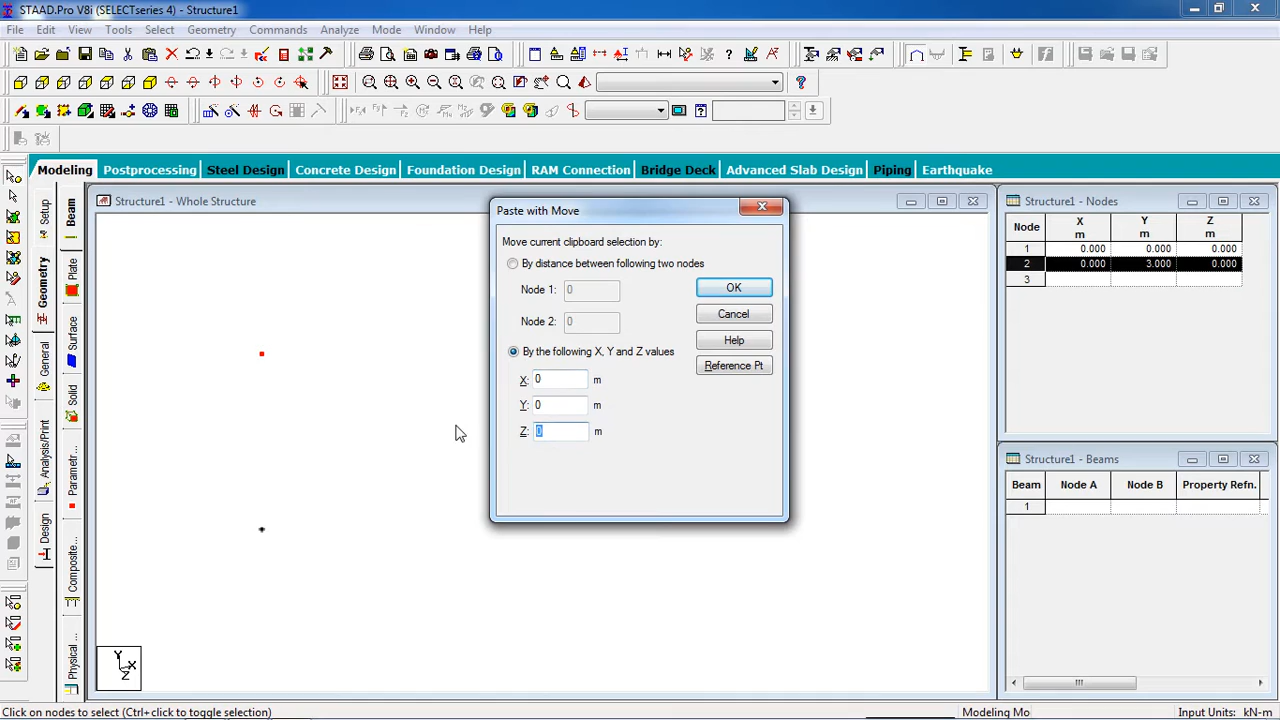 STAAD.Pro V8i (SELECTseries 4) - Structure1
File Edit View Tools Select Geometry Commands Analyze Mode Window Help
Modeling Postprocessing Steel Design Concrete Design Foundation Design RAM Connection Bridge Deck Advanced Slab Design Piping Earthquake
Setup
Geometry
General
Analysis/Print
Design
Beam
Plate
Surface
Solid
Parametr...
Composite...
Physical ...
Structure1 - Whole Structure
Y
X
Z
Paste with Move
Move current clipboard selection by:
By distance between following two nodes
Node 1: 0
Node 2: 0
By the following X, Y and Z values
X: 0 m
Y: 0 m
Z: 0 m
OK
Cancel
Help
Reference Pt
Structure1 - Nodes
Node X m Y m Z m
1 0.000 0.000 0.000
2 0.000 3.000 0.000
3
Structure1 - Beams
Beam Node A Node B Property Refn.
1
Click on nodes to select (Ctrl+click to toggle selection)
Modeling Mo
Input Units: kN-m